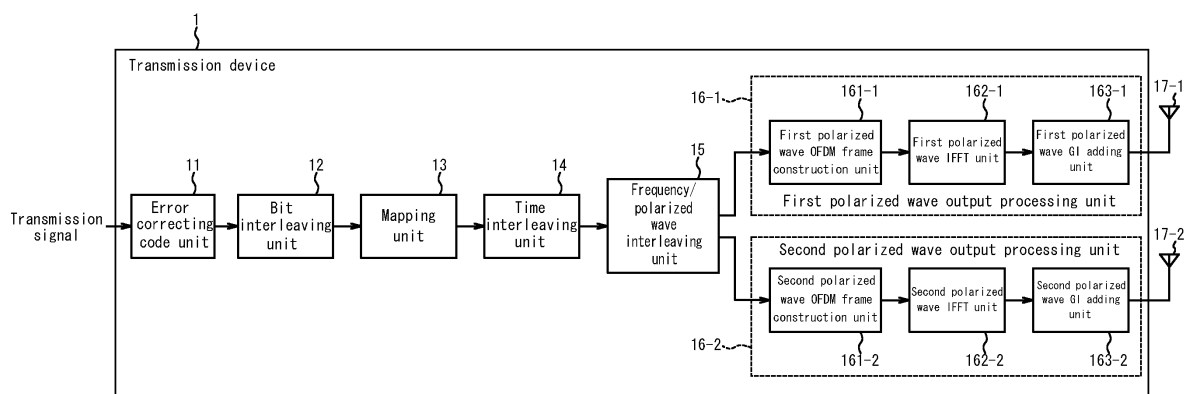 1
Transmission device
16-1
161-1
162-1
163-1
17-1
First polarized
wave OFDM frame
construction unit
First polarized
wave IFFT unit
First polarized
wave GI adding
unit
First polarized wave output processing unit
11
12
13
14
15
Transmission
signal
Error
correcting
code unit
Bit
interleaving
unit
Mapping
unit
Time
interleaving
unit
Frequency/
polarized
wave
interleaving
unit
Second polarized wave output processing unit
17-2
Second polarized
wave OFDM frame
construction unit
Second polarized
wave IFFT unit
Second polarized
wave GI adding
unit
16-2
161-2
162-2
163-2